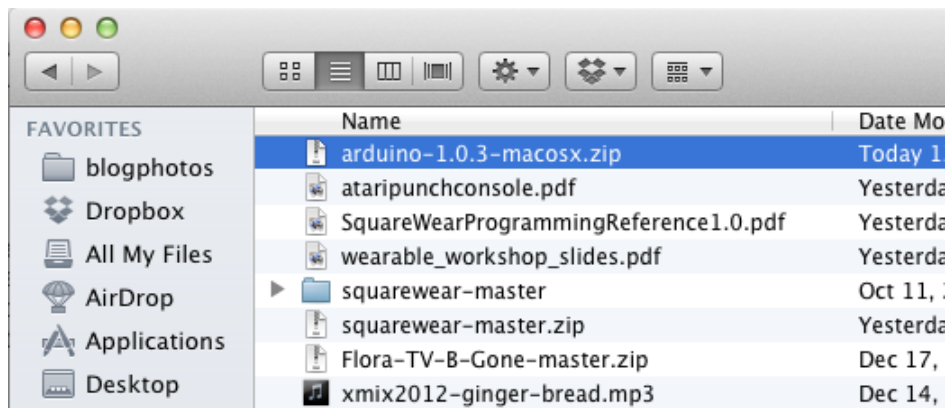 FAVORITES
blogphotos
Dropbox
All My Files
AirDrop
Applications
Desktop
Name Date Mo
arduino-1.0.3-macosx.zip Today 1
ataripunchconsole.pdf Yesterda
SquareWearProgrammingReference1.0.pdf Yesterda
wearable_workshop_slides.pdf Yesterda
squarewear-master Oct 11,
squarewear-master.zip Yesterda
Flora-TV-B-Gone-master.zip Dec 17,
xmix2012-ginger-bread.mp3 Dec 14,